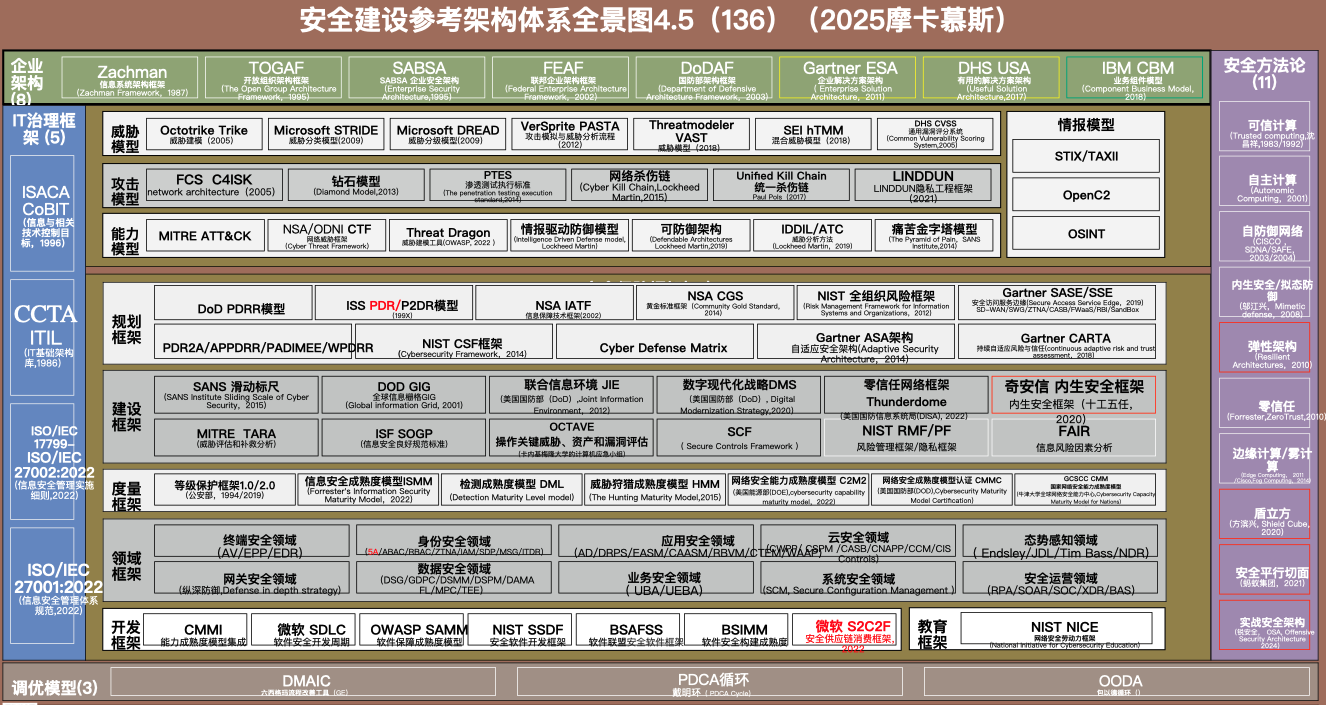 安全建设参考架构体系全景图4.5（136）（2025摩卡慕斯）
企业
架构
(8)
Zachman
信息系统架构框架
(Zachman Framework，1987)
TOGAF
开放组织架构框架
(The Open Group Architecture
Framework，1995)
SABSA
SABSA 企业安全架构
(Enterprise Security
Architecture,1995)
FEAF
联邦企业架构框架
(Federal Enterprise Architecture
Framework，2002)
DoDAF
国防部架构框架
(Department of Defensive
Architecture Framework，2003)
Gartner ESA
企业解决方案架构
( Enterprise Solution
Architecture，2011)
DHS USA
有用的解决方案架构
(Useful Solution
Architecture,2017)
IBM CBM
业务组件模型
(Component Business Model,
2018)
IT治理框
架 (5)
ISACA
CoBIT
(信息与相关
技术控制目
标，1996)
CCTA
ITIL
(IT基础架构
库,1986)
ISO/IEC
17799–
ISO/IEC
27002:2022
(信息安全管理实施
细则,2022)
ISO/IEC
27001:2022
(信息安全管理体系
规范,2022)
威胁
模型
Octotrike Trike
威胁建模（2005）
Microsoft STRIDE
威胁分类模型(2009)
Microsoft DREAD
威胁分级模型(2009)
VerSprite PASTA
攻击模拟与威胁分析流程
(2012)
Threatmodeler
VAST
威胁模型（2018）
SEI hTMM
混合威胁模型（2018）
DHS CVSS
通用漏洞评分系统
(Common Vulnerability Scoring
System,2005)
攻击
模型
FCS C4ISK
network architecture（2005）
钻石模型
(Diamond Model,2013)
PTES
渗透测试执行标准
(The penetration testing execution
standard,2014)
网络杀伤链
(Cyber Kill Chain,Lockheed
Martin,2015)
Unified Kill Chain
统一杀伤链
Paul Pols（2017）
LINDDUN
LINDDUN隐私工程框架
(2021)
能力
模型
MITRE ATT&CK
NSA/ODNI CTF
网络威胁框架
(Cyber Threat Framework)
Threat Dragon
威胁建模工具(OWASP, 2022 )
情报驱动防御模型
(Intelligence Driven Defense model,
Lockheed Martin)
可防御架构
(Defendable Architectures
Lockheed Martin,2019)
IDDIL/ATC
威胁分析方法
(Lockheed Martin，2019)
痛苦金字塔模型
(The Pyramid of Pain，SANS
Institute,2014)
情报模型
STIX/TAXII
OpenC2
OSINT
规划
框架
DoD PDRR模型
ISS PDR/P2DR模型
(199X)
NSA IATF
信息保障技术框架(2002)
NSA CGS
黄金标准框架（Community Gold Standard,
2014)
NIST 全组织风险框架
(Risk Management Framework for Information
Systems and Organizations，2012)
Gartner SASE/SSE
安全访问服务边缘(Secure Access Service Edge，2019)
SD-WAN/SWG/ZTNA/CASB/FWaaS/RBI/SandBox
PDR2A/APPDRR/PADIMEE/WPDRR
NIST CSF框架
(Cybersecurity Framework，2014)
Cyber Defense Matrix
Gartner ASA架构
自适应安全架构(Adaptive Security
Architecture，2014)
Gartner CARTA
持续自适应风险与信任(continuous adaptive risk and trust
assessment，2018)
建设
框架
SANS 滑动标尺
(SANS Institute Sliding Scale of Cyber
Security，2015)
DOD GIG
全球信息栅格GIG
(Global information Grid, 2001)
联合信息环境 JIE
(美国国防部（DoD）,Joint Information
Environment，2012)
数字现代化战略DMS
(美国国防部（DoD）, Digital
Modernization Strategy,2020)
零信任网络框架
Thunderdome
(美国国防信息系统局(DISA), 2022)
奇安信 内生安全框架
内生安全框架（十工五任，
2020）
MITRE TARA
(威胁评估和补救分析)
ISF SOGP
(信息安全良好规范标准)
OCTAVE
操作关键威胁、资产和漏洞评估
(卡内基梅隆大学的计算机应急小组)
SCF
( Secure Controls Framework )
NIST RMF/PF
风险管理框架/隐私框架
FAIR
信息风险因素分析
度量
框架
等级保护框架1.0/2.0
(公安部，1994/2019)
信息安全成熟度模型ISMM
(Forrester's Information Security
Maturity Model，2022)
检测成熟度模型 DML
(Detection Maturity Level model)
威胁狩猎成熟度模型 HMM
(The Hunting Maturity Model,2015)
网络安全能力成熟度模型 C2M2
(美国能源部(DOE),cybersecurity capability
maturity model，2022)
网络安全成熟度模型认证 CMMC
(美国国防部(DOD),Cybersecurity Maturity
Model Certification)
GCSCC CMM
国家网络安全能力成熟度模型
(牛津大学全球网络安全能力中心,Cybersecurity Capacity
Maturity Model for Nations)
领域
框架
终端安全领域
(AV/EPP/EDR)
身份安全领域
(5A/ABAC/RBAC/ZTNA/IAM/SDP/MSG/ITDR)
应用安全领域
(AD/DRPS/EASM/CAASM/RBVM/CTEM/WAAP)
云安全领域
(CWPP/ CSPM /CASB/CNAPP/CCM/CIS
Controls)
态势感知领域
( Endsley/JDL/Tim Bass/NDR)
网关安全领域
(纵深防御,Defense in depth strategy)
数据安全领域
(DSG/GDPC/DSMM/DSPM/DAMA
FL/MPC/TEE)
业务安全领域
( UBA/UEBA)
系统安全领域
(SCM, Secure Configuration Management )
安全运营领域
(RPA/SOAR/SOC/XDR/BAS)
开发
框架
CMMI
能力成熟度模型集成
微软 SDLC
软件安全开发周期
OWASP SAMM
软件保障成熟度模型
NIST SSDF
安全软件开发框架
BSAFSS
软件联盟安全软件框架
BSIMM
软件安全构建成熟度
微软 S2C2F
安全供应链消费框架，
2022
教育
框架
NIST NICE
网络安全劳动力框架
(National Initiative for Cybersecurity Education)
安全方法论
(11)
可信计算
(Trusted computing,沈
昌祥,1983/1992)
自主计算
(Autonomic
Computing，2001)
自防御网络
(CISCO，
SDNA/SAFE,
2003/2004)
内生安全/拟态防
御
(邬江兴，Mimetic
defense，2008)
弹性架构
(Resilient
Architectures，2010)
零信任
(Forrester,ZeroTrust,2010)
边缘计算/雾计
算
(Edge Computing，2011
/Cisco,Fog Computing，2014)
盾立方
(方滨兴, Shield Cube,
2020)
安全平行切面
(蚂蚁集团，2021)
实战安全架构
(锐安全， OSA, Offensive
Security Architecture
2024)
调优模型(3)
DMAIC
六西格玛流程改善工具（GE）
PDCA循环
戴明环（ PDCA Cycle）
OODA
包以德循环（）